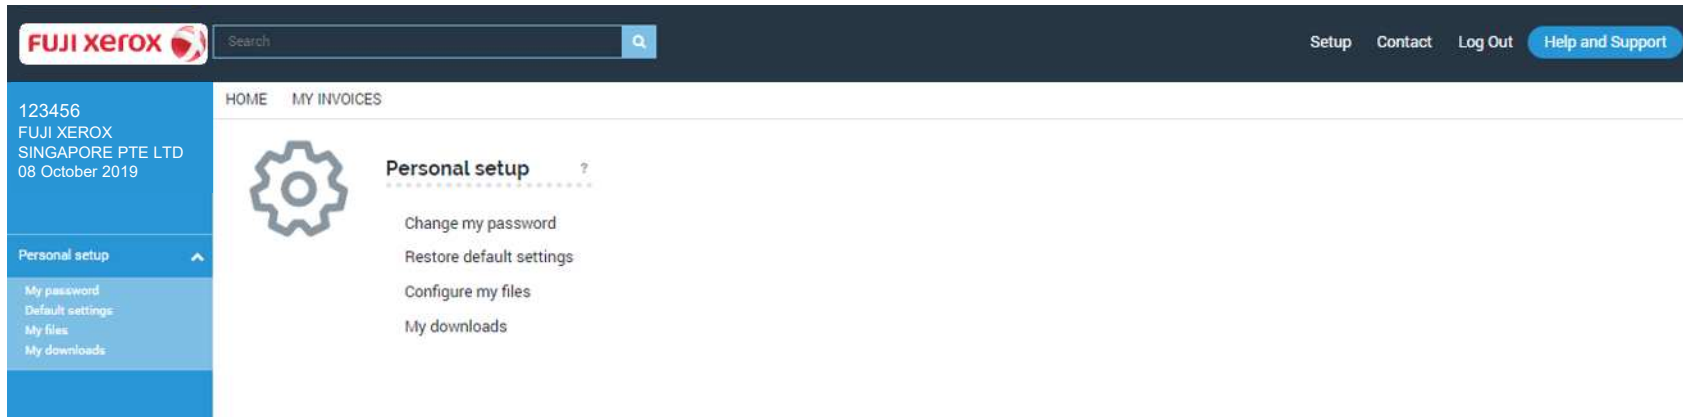 FUJI xerox
Search
Setup Contact Log Out Help and Support
123456
FUJI XEROX
SINGAPORE PTE LTD
08 October 2019
HOME MY INVOICES
Personal setup ?
Change my password
Restore default settings
Configure my files
My downloads
Personal setup
My password
Default settings
My files
My downloads